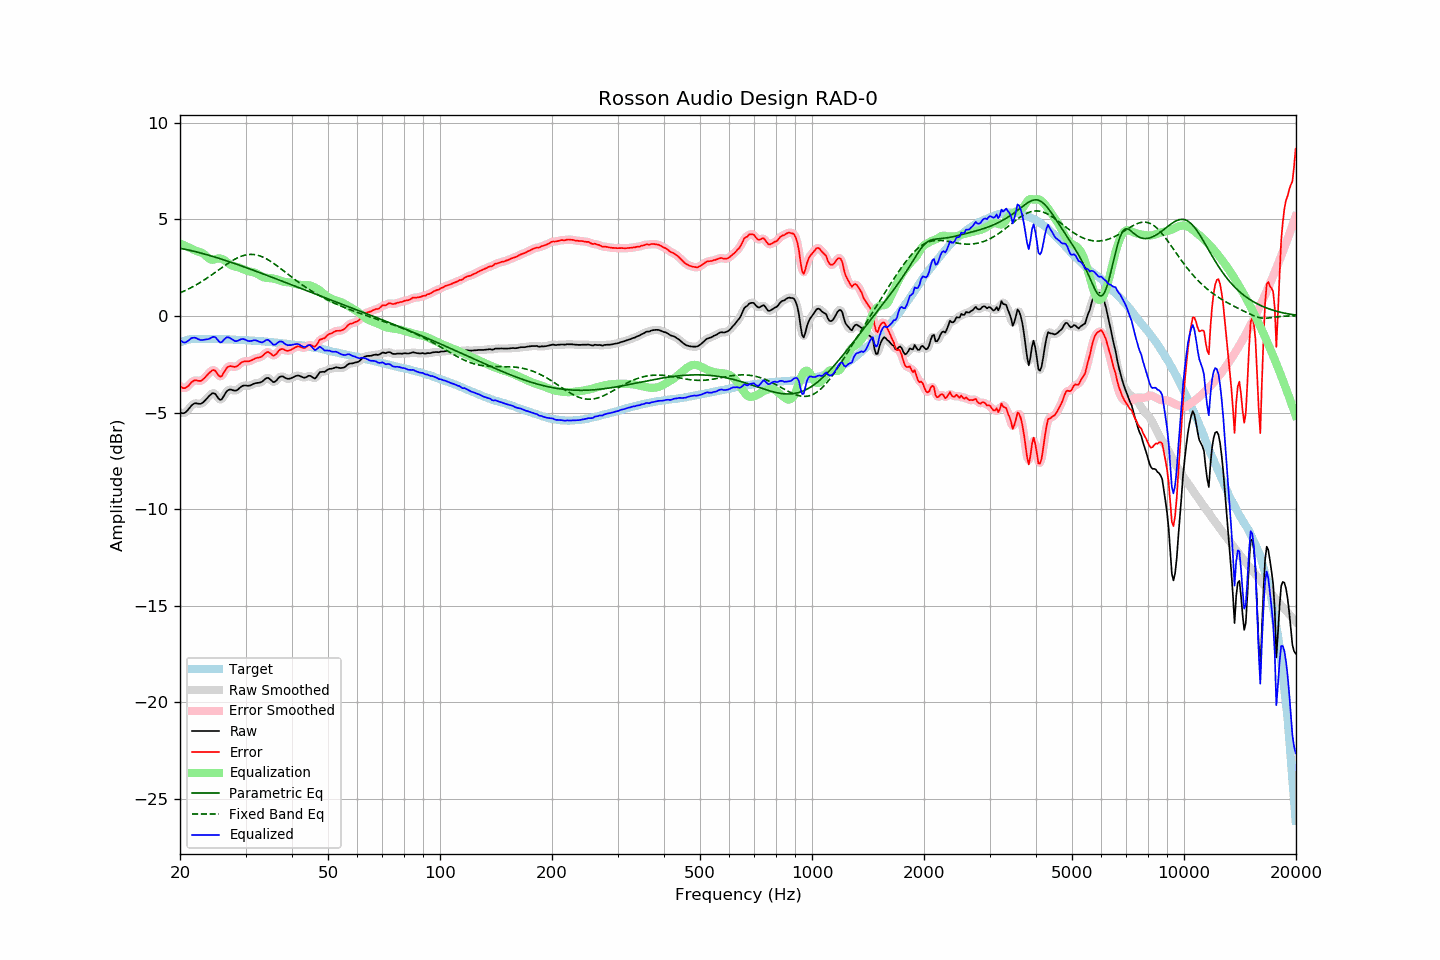 Rosson Audio Design RAD-0
10
5
0
−5
−10
−15
−20
−25
Amplitude (dBr)
Target
Raw Smoothed
Error Smoothed
Raw
Error
Equalization
Parametric Eq
Fixed Band Eq
Equalized
20 50 100 200 500 1000 2000 5000 10000 20000
Frequency (Hz)